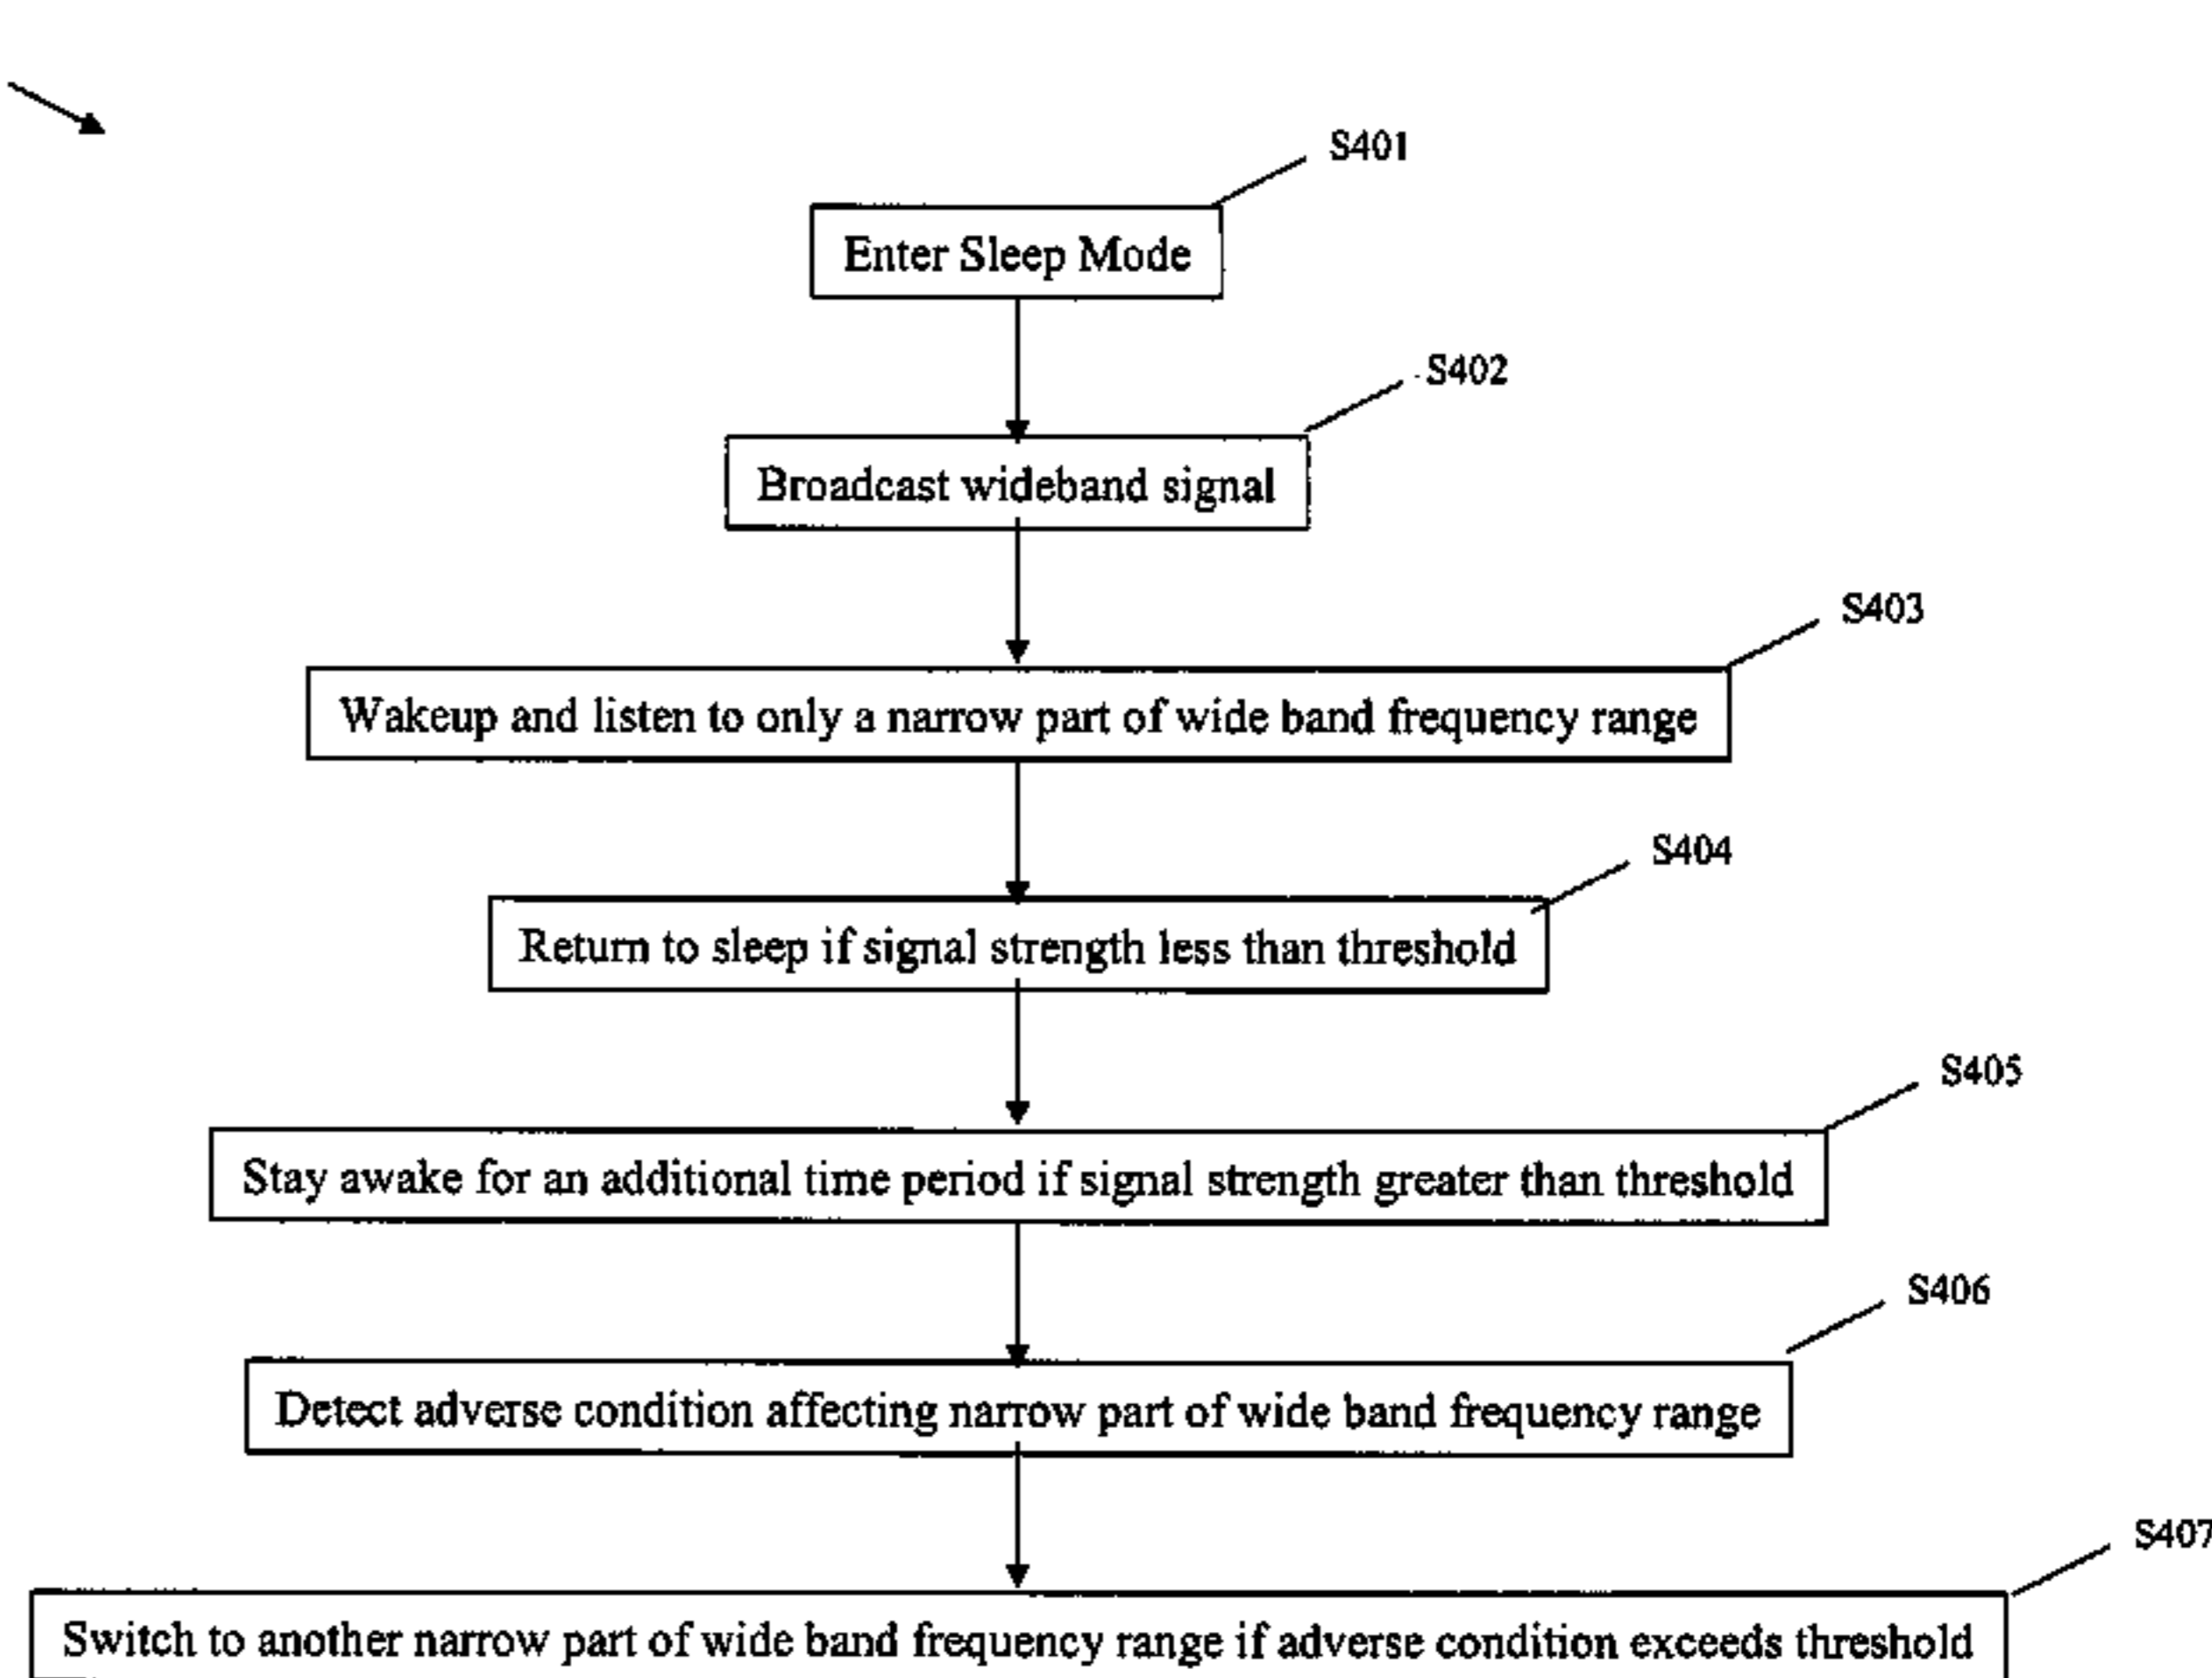 S401
Enter Sleep Mode
S402
Broadcast wideband signal
S403
Wakeup and listen to only a narrow part of wide band frequency range
S404
Return to sleep if signal strength less than threshold
S405
Stay awake for an additional time period if signal strength greater than threshold
S406
Detect adverse condition affecting narrow part of wide band frequency range
S407
Switch to another narrow part of wide band frequency range if adverse condition exceeds threshold